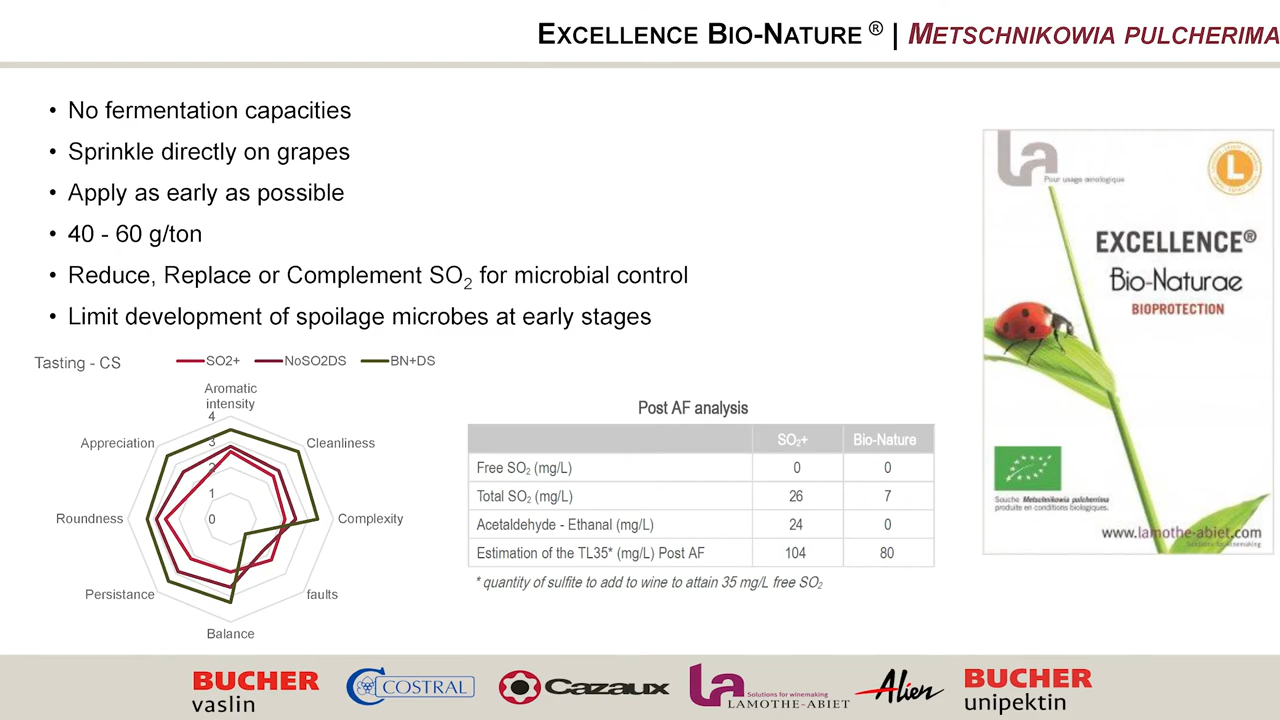 EXCELLENCE BIO-NATURE ® | METSCHNIKOWIA PULCHERIMA
• No fermentation capacities
• Sprinkle directly on grapes
• Apply as early as possible
• 40 - 60 g/ton
• Reduce, Replace or Complement SO2 for microbial control
• Limit development of spoilage microbes at early stages
Tasting - CS
SO2+ NoSO2DS BN+DS
Aromatic
intensity
Cleanliness
Complexity
faults
Balance
Persistance
Roundness
Appreciation
4
3
2
1
0
Post AF analysis
SO2+ Bio-Nature
Free SO2 (mg/L) 0 0
Total SO2 (mg/L) 26 7
Acetaldehyde - Ethanal (mg/L) 24 0
Estimation of the TL35* (mg/L) Post AF 104 80
* quantity of sulfite to add to wine to attain 35 mg/L free SO2
La
Pour usage œnologique
L
EXCELLENCE®
Bio-Naturae
BIOPROTECTION
Souche Metschnikowia pulcherrima
produite en conditions biologiques.
www.lamothe-abiet.com
Solutions for winemaking
BUCHER
vaslin
COSTRAL
Cazaux
La
Solutions for winemaking
LAMOTHE-ABIET
Alien
BUCHER
unipektin